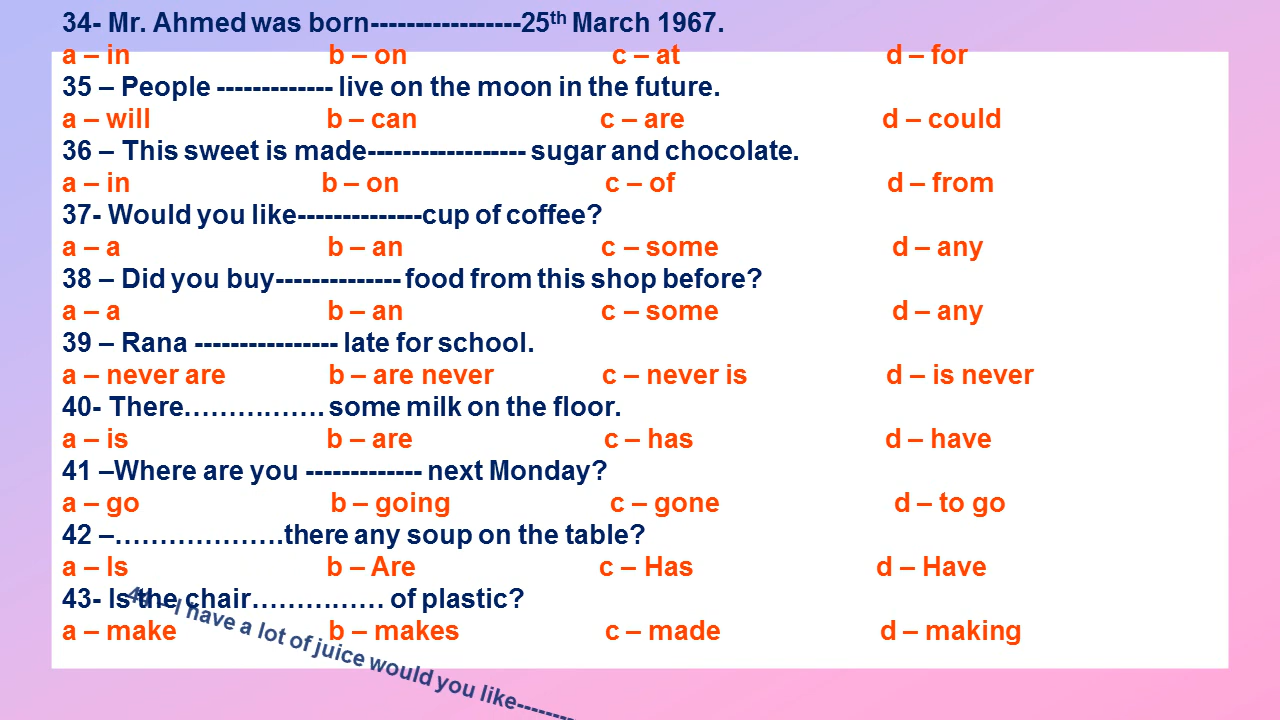 34- Mr. Ahmed was born-----------------25th March 1967.
a – in b – on c – at d – for
35 – People ------------- live on the moon in the future.
a – will b – can c – are d – could
36 – This sweet is made------------------ sugar and chocolate.
a – in b – on c – of d – from
37- Would you like--------------cup of coffee?
a – a b – an c – some d – any
38 – Did you buy-------------- food from this shop before?
a – a b – an c – some d – any
39 – Rana ---------------- late for school.
a – never are b – are never c – never is d – is never
40- There……………. some milk on the floor.
a – is b – are c – has d – have
41 –Where are you ------------- next Monday?
a – go b – going c – gone d – to go
42 –……………….there any soup on the table?
a – Is b – Are c – Has d – Have
43- Is the chair…………… of plastic?
a – make b – makes c – made d – making
44 – I have a lot of juice would you like---------